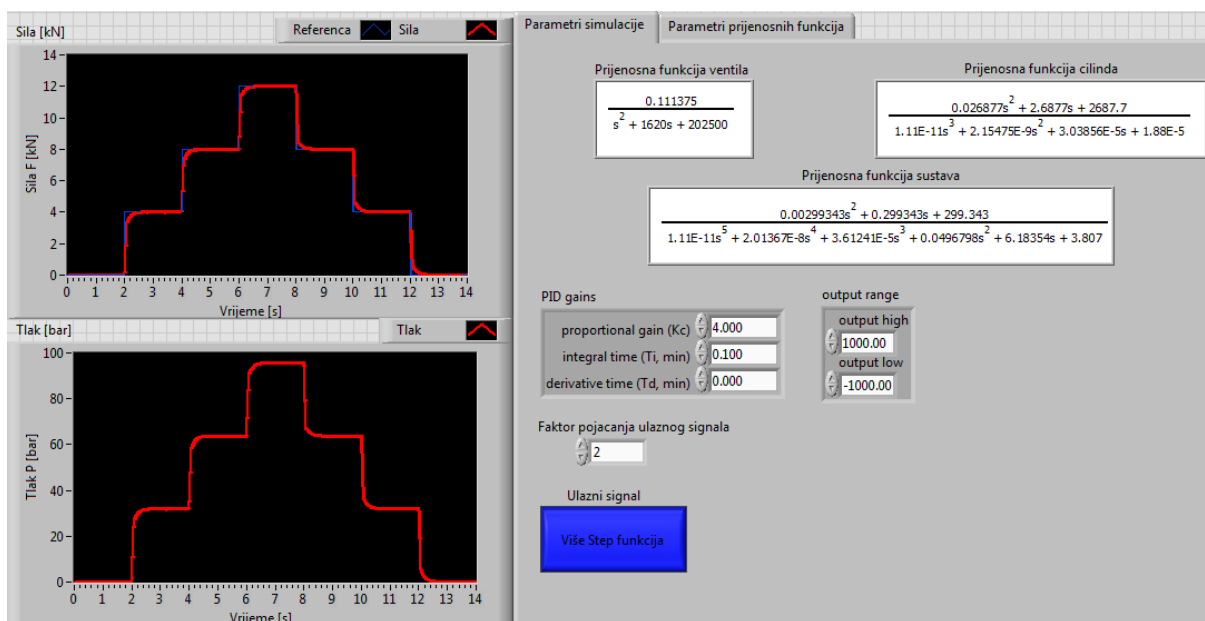 Sila [kN]
Referenca
Sila
14
12
10
8
6
4
2
0
Sila F [kN]
0 1 2 3 4 5 6 7 8 9 10 11 12 13 14
Vrijeme [s]
Tlak [bar]
Tlak
100
80
60
40
20
0
Tlak P [bar]
0 1 2 3 4 5 6 7 8 9 10 11 12 13 14
Vrijeme [s]
Parametri simulacije
Parametri prijenosnih funkcija
Prijenosna funkcija ventila
0.111375
s^2 + 1620s + 202500
Prijenosna funkcija cilinda
0.026877s^2 + 2.6877s + 2687.7
1.11E-11s^3 + 2.15475E-9s^2 + 3.03856E-5s + 1.88E-5
Prijenosna funkcija sustava
0.00299343s^2 + 0.299343s + 299.343
1.11E-11s^5 + 2.01367E-8s^4 + 3.61241E-5s^3 + 0.0496798s^2 + 6.18354s + 3.807
PID gains
proportional gain (Kc) 4.000
integral time (Ti, min) 0.100
derivative time (Td, min) 0.000
output range
output high
1000.00
output low
-1000.00
Faktor pojacanja ulaznog signala
2
Ulazni signal
Više Step funkcija